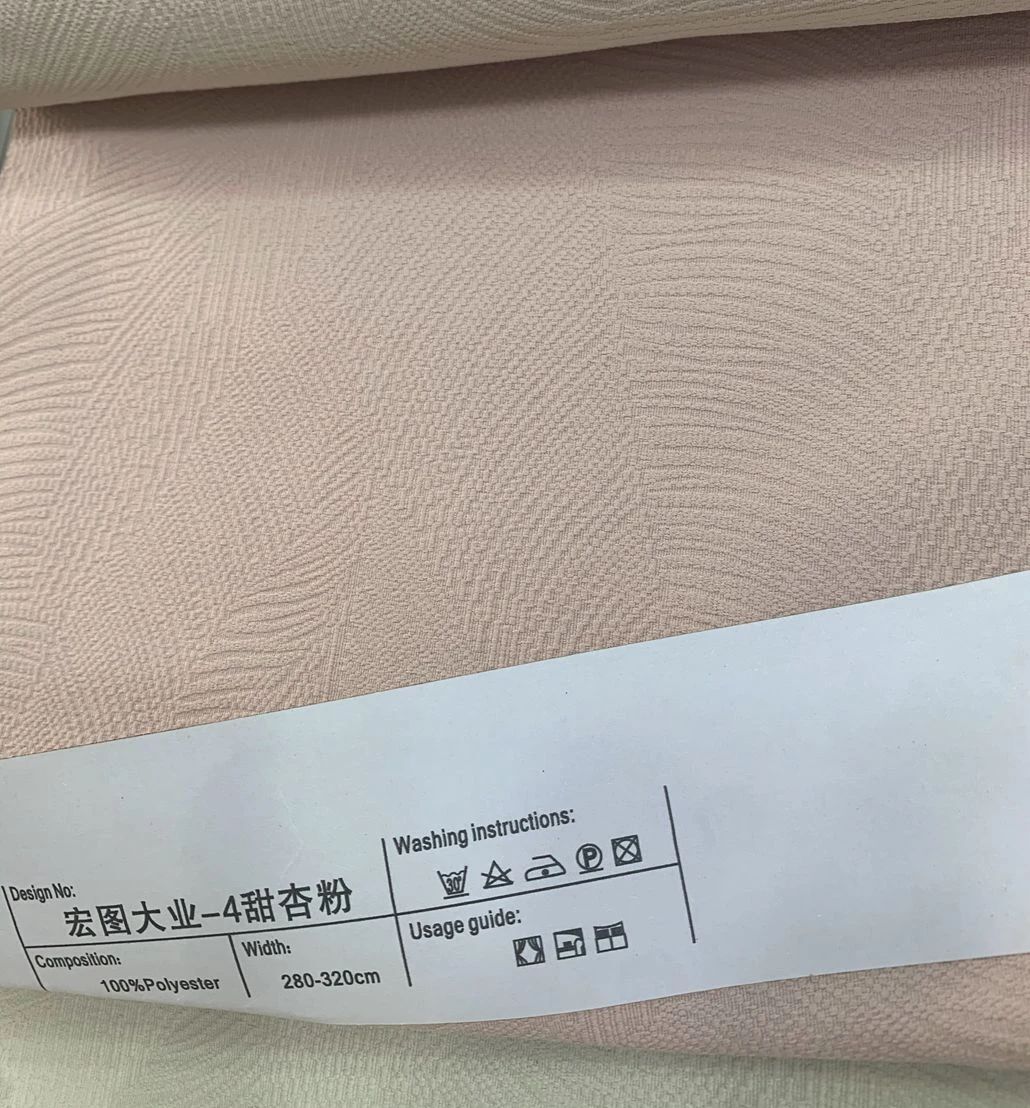 Design No:
宏图大业-4甜杏粉
Composition:
100%Polyester
Width:
280-320cm
Washing instructions:
30°
P
Usage guide: